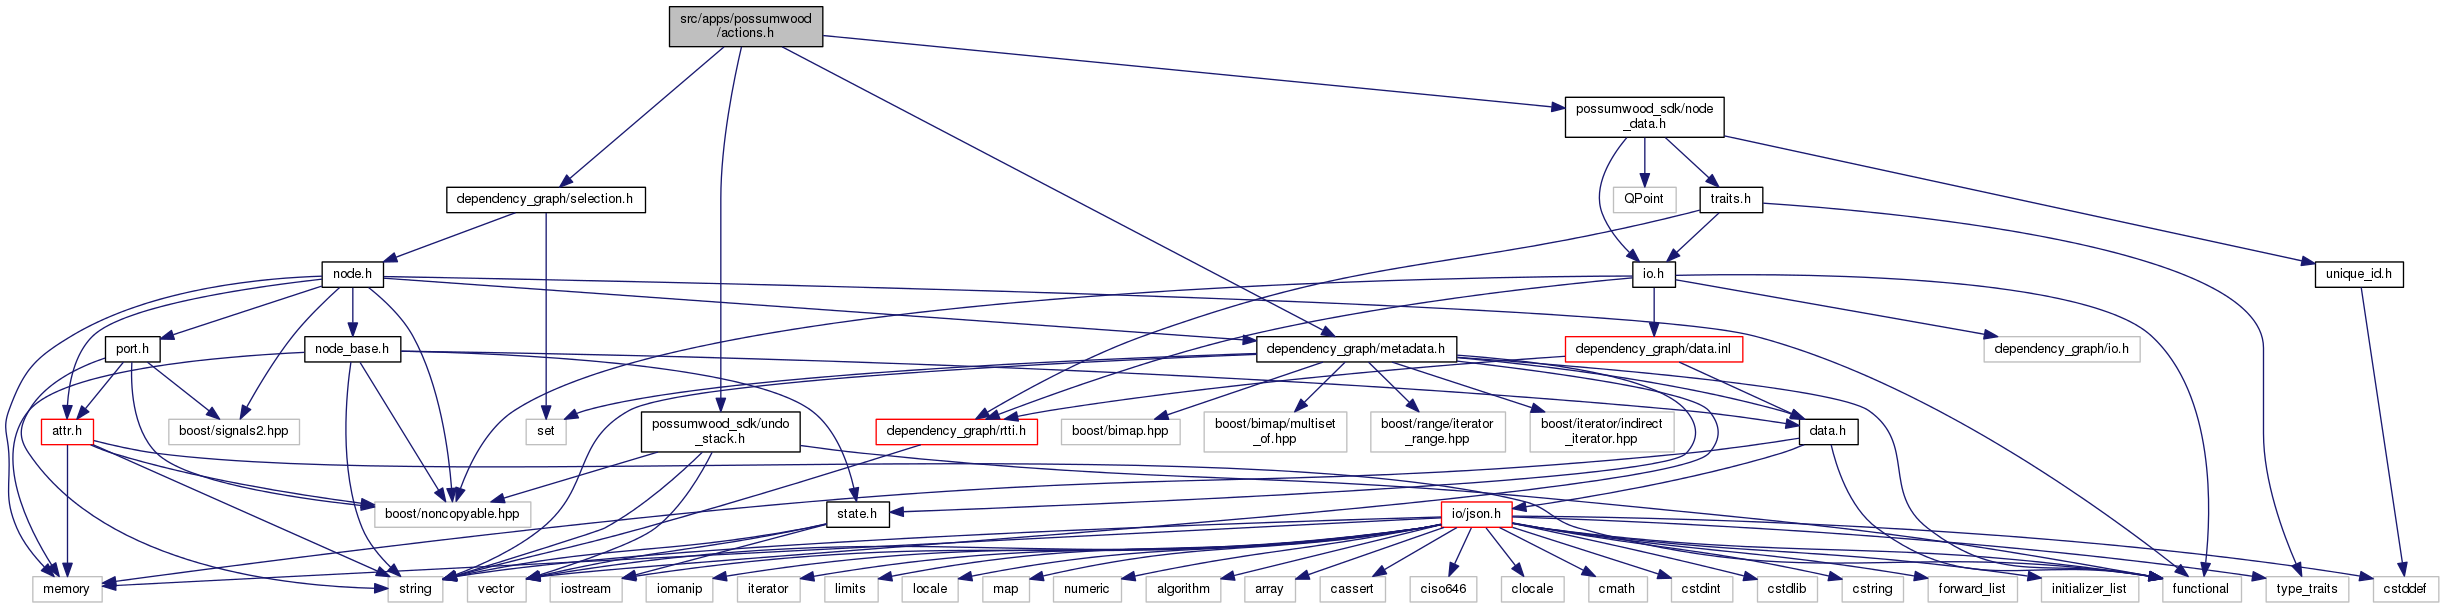 src/apps/possumwood
/actions.h
possumwood_sdk/node
_data.h
dependency_graph/selection.h
QPoint
traits.h
node.h
io.h
unique_id.h
port.h
node_base.h
dependency_graph/metadata.h
dependency_graph/data.inl
dependency_graph/io.h
attr.h
boost/signals2.hpp
set
possumwood_sdk/undo
_stack.h
dependency_graph/rtti.h
boost/bimap.hpp
boost/bimap/multiset
_of.hpp
boost/range/iterator
_range.hpp
boost/iterator/indirect
_iterator.hpp
data.h
boost/noncopyable.hpp
state.h
io/json.h
memory
string
vector
iostream
iomanip
iterator
limits
locale
map
numeric
algorithm
array
cassert
ciso646
clocale
cmath
cstdint
cstdlib
cstring
forward_list
initializer_list
functional
type_traits
cstddef